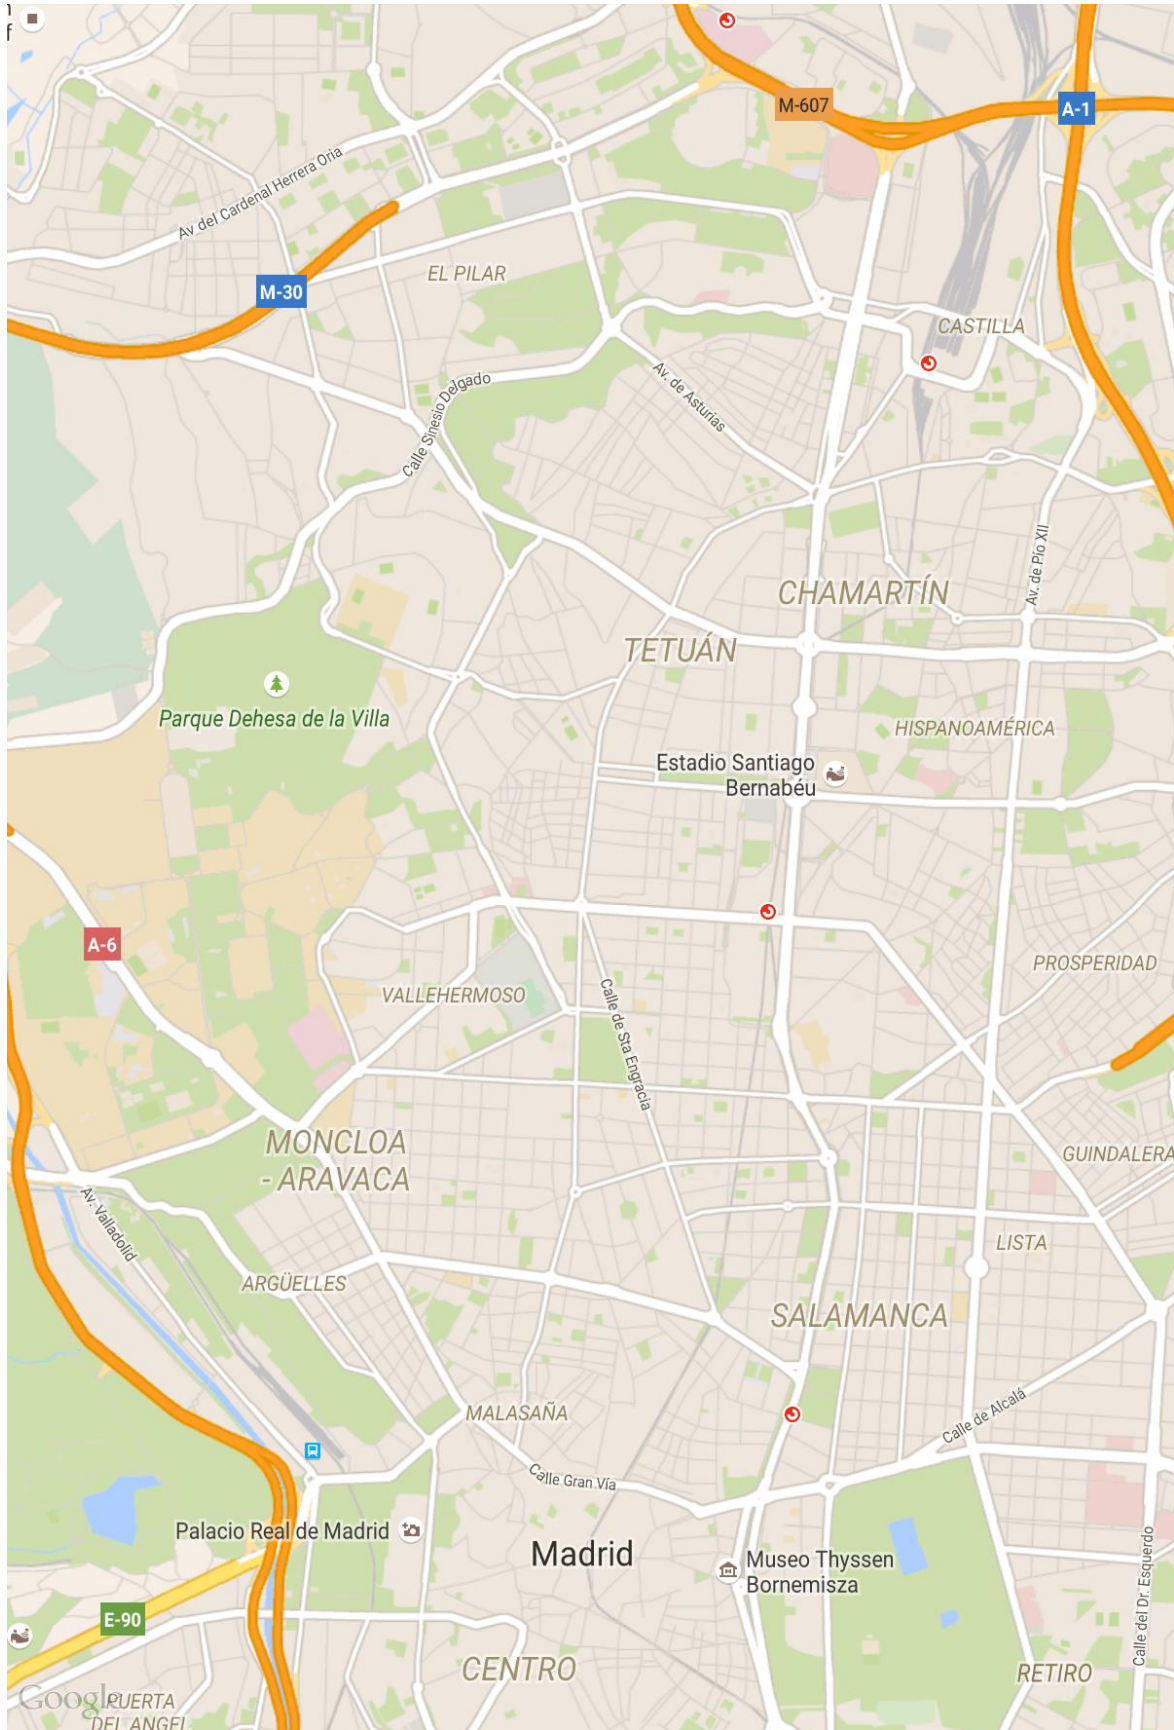 M-607
A-1
Av del Cardenal Herrera Oria
EL PILAR
M-30
CASTILLA
Calle Sinesio Delgado
Av. de Asturias
Av. de Pío XII
CHAMARTÍN
TETUÁN
Parque Dehesa de la Villa
HISPANOAMÉRICA
Estadio Santiago
Bernabéu
A-6
VALLEHERMOSO
PROSPERIDAD
Calle de Sta Engracia
MONCLOA
- ARAVACA
GUINDALERA
Av. Valladolid
LISTA
ARGÜELLES
SALAMANCA
MALASAÑA
Calle de Alcalá
Calle Gran Vía
Palacio Real de Madrid
Madrid
Museo Thyssen
Bornemisza
Calle del Dr. Esquerdo
E-90
CENTRO
RETIRO
Google
PUERTA
DEL ANGEL